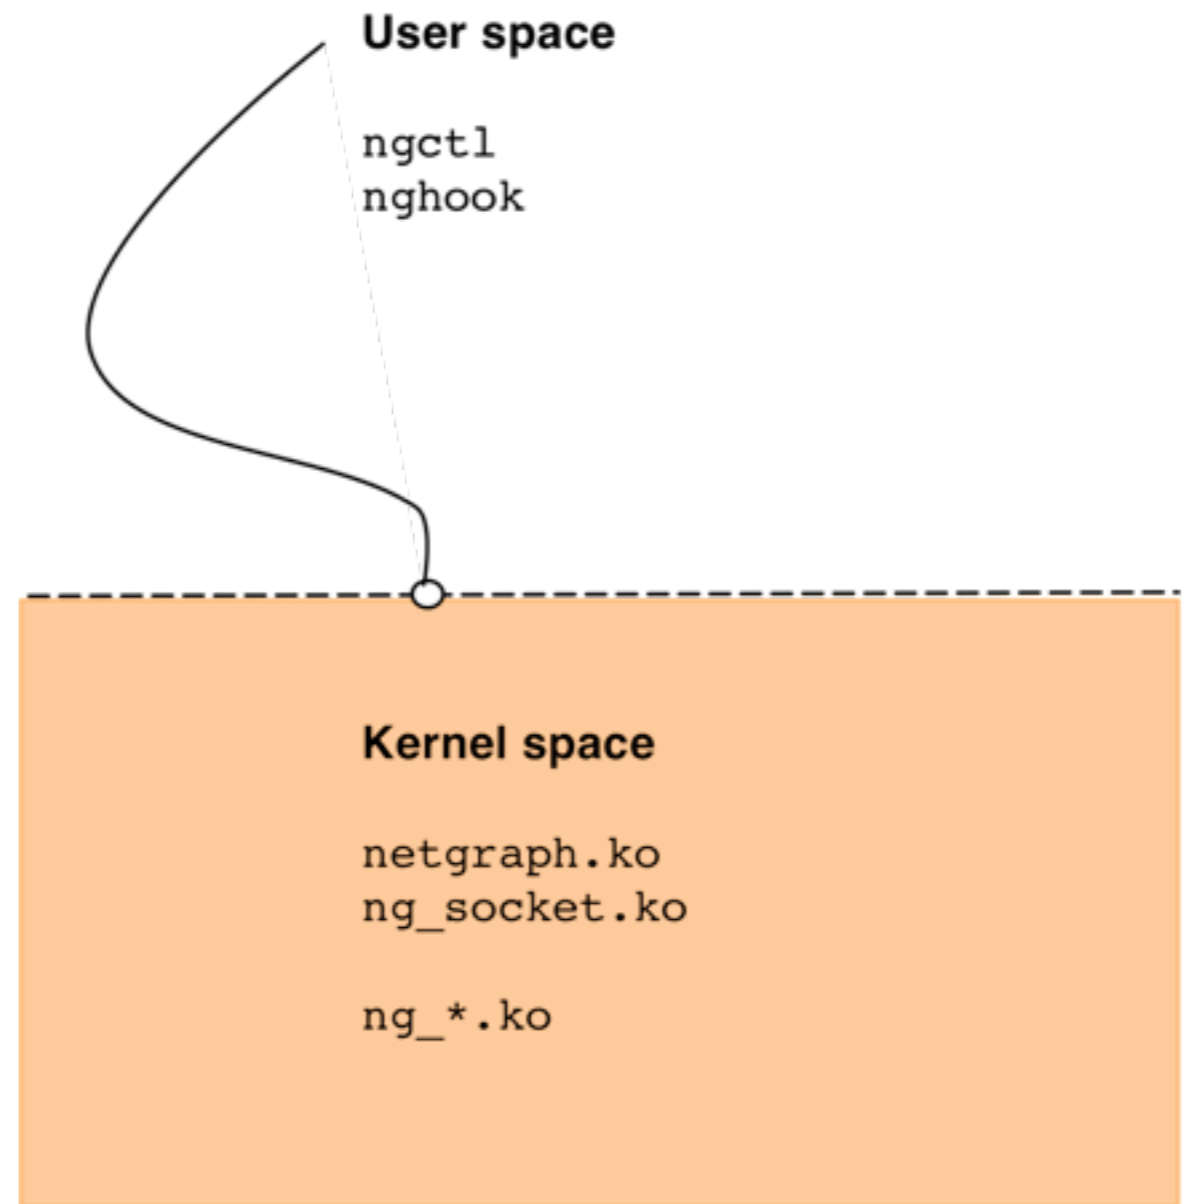 User space
ngctl
nghook
Kernel space
netgraph.ko
ng_socket.ko
ng_*.ko